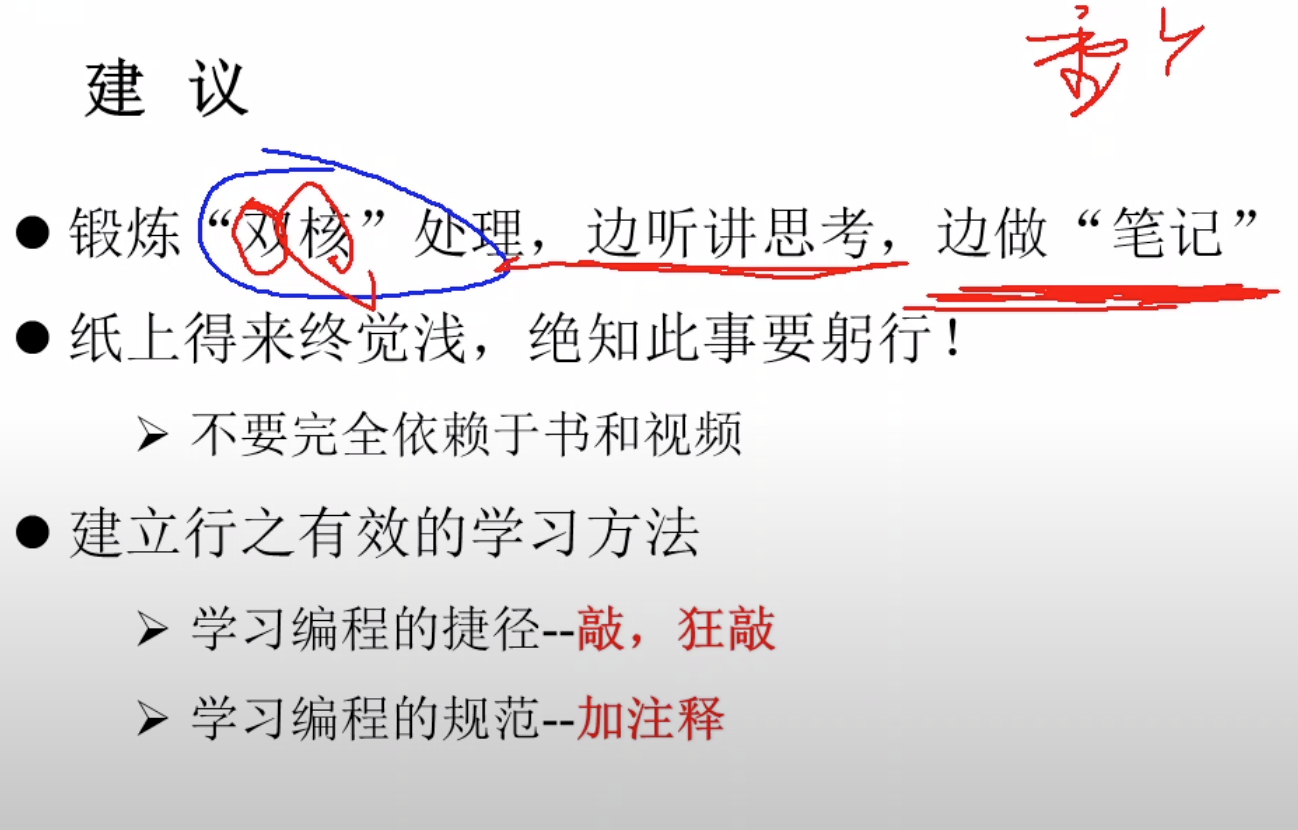 建 议
● 锻炼“双核”处理，边听讲思考，边做“笔记”
● 纸上得来终觉浅，绝知此事要躬行！
➢ 不要完全依赖于书和视频
● 建立行之有效的学习方法
➢ 学习编程的捷径--敲，狂敲
➢ 学习编程的规范--加注释